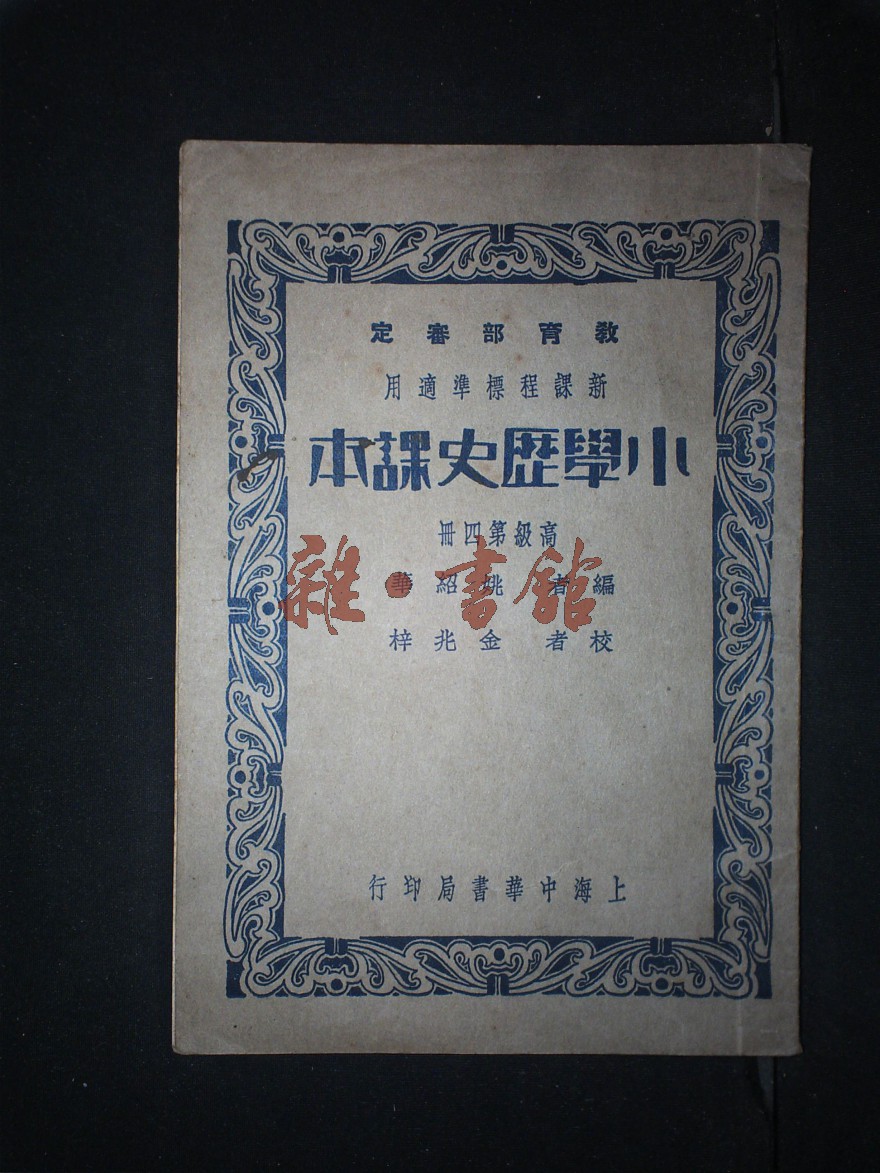 教育部審定
新課程標準適用
小學歷史課本
高級第四冊
編者 姚紹華
校者 金兆梓
上海中華書局印行
雜·書館